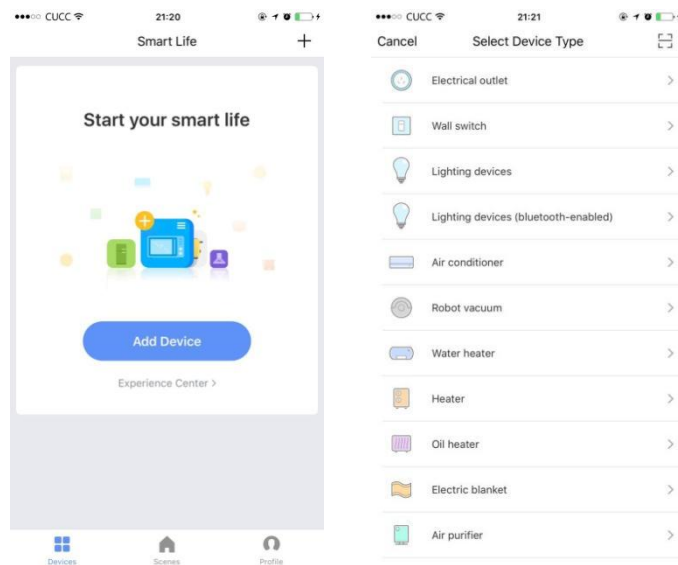 CUCC 21:20
Smart Life
+
Start your smart life
Add Device
Experience Center >
Devices
Scenes
Profile
CUCC 21:21
Cancel
Select Device Type
Electrical outlet
Wall switch
Lighting devices
Lighting devices (bluetooth-enabled)
Air conditioner
Robot vacuum
Water heater
Heater
Oil heater
Electric blanket
Air purifier